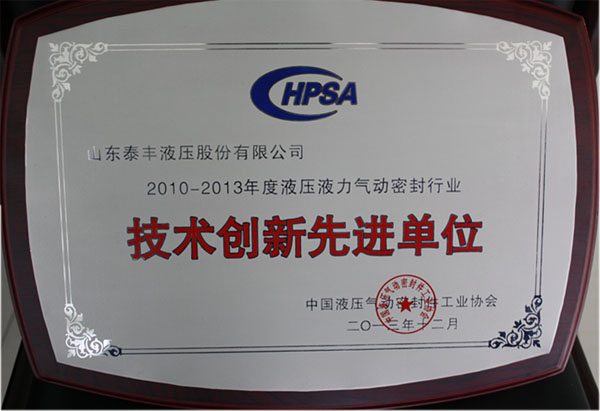 CHPSA
山东泰丰液压股份有限公司
2010-2013年度液压液力气动密封行业
技术创新先进单位
中国液压气动密封件工业协会
二〇一三年十二月